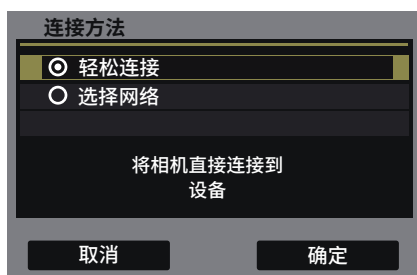 连接方法
轻松连接
选择网络
将相机直接连接到
设备
取消
确定